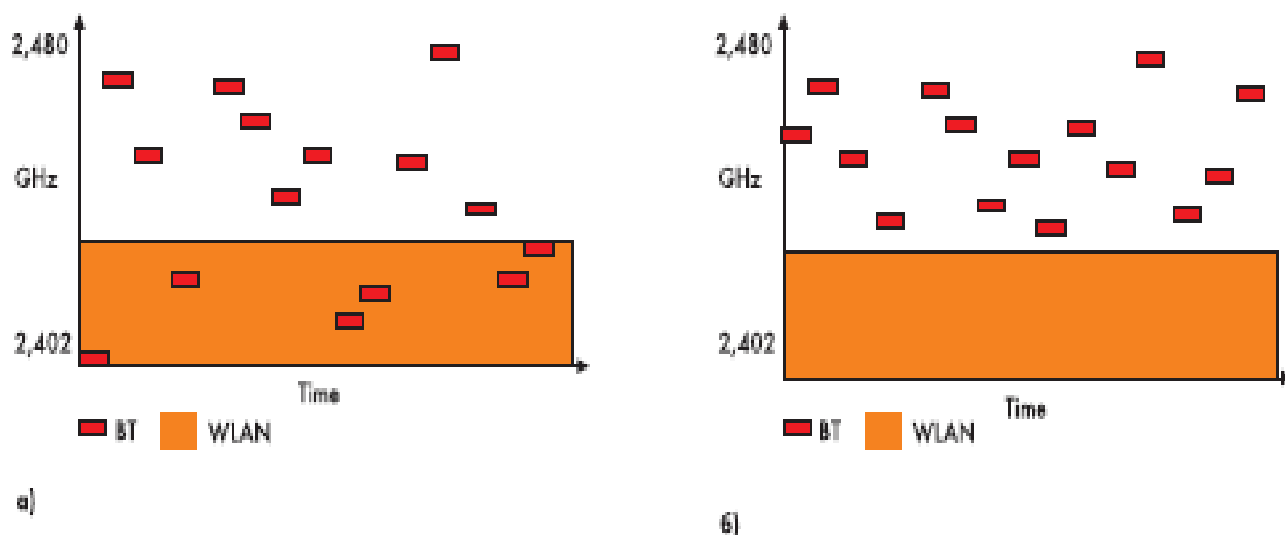 2,480
GHz
2,402
Time
BT WLAN
а)
2,480
GHz
2,402
Time
BT WLAN
б)